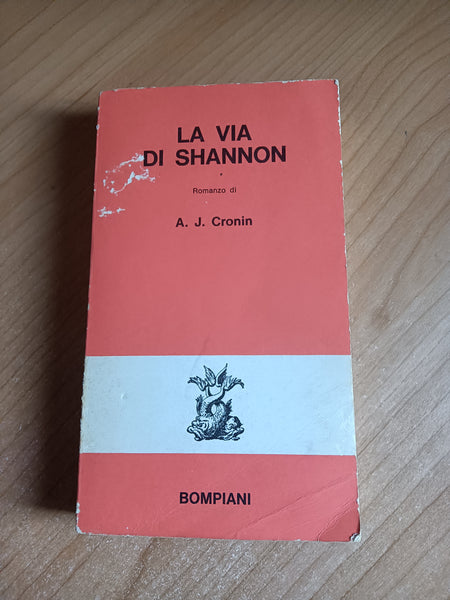 LA VIA
DI SHANNON
Romanzo di
A. J. Cronin
BOMPIANI